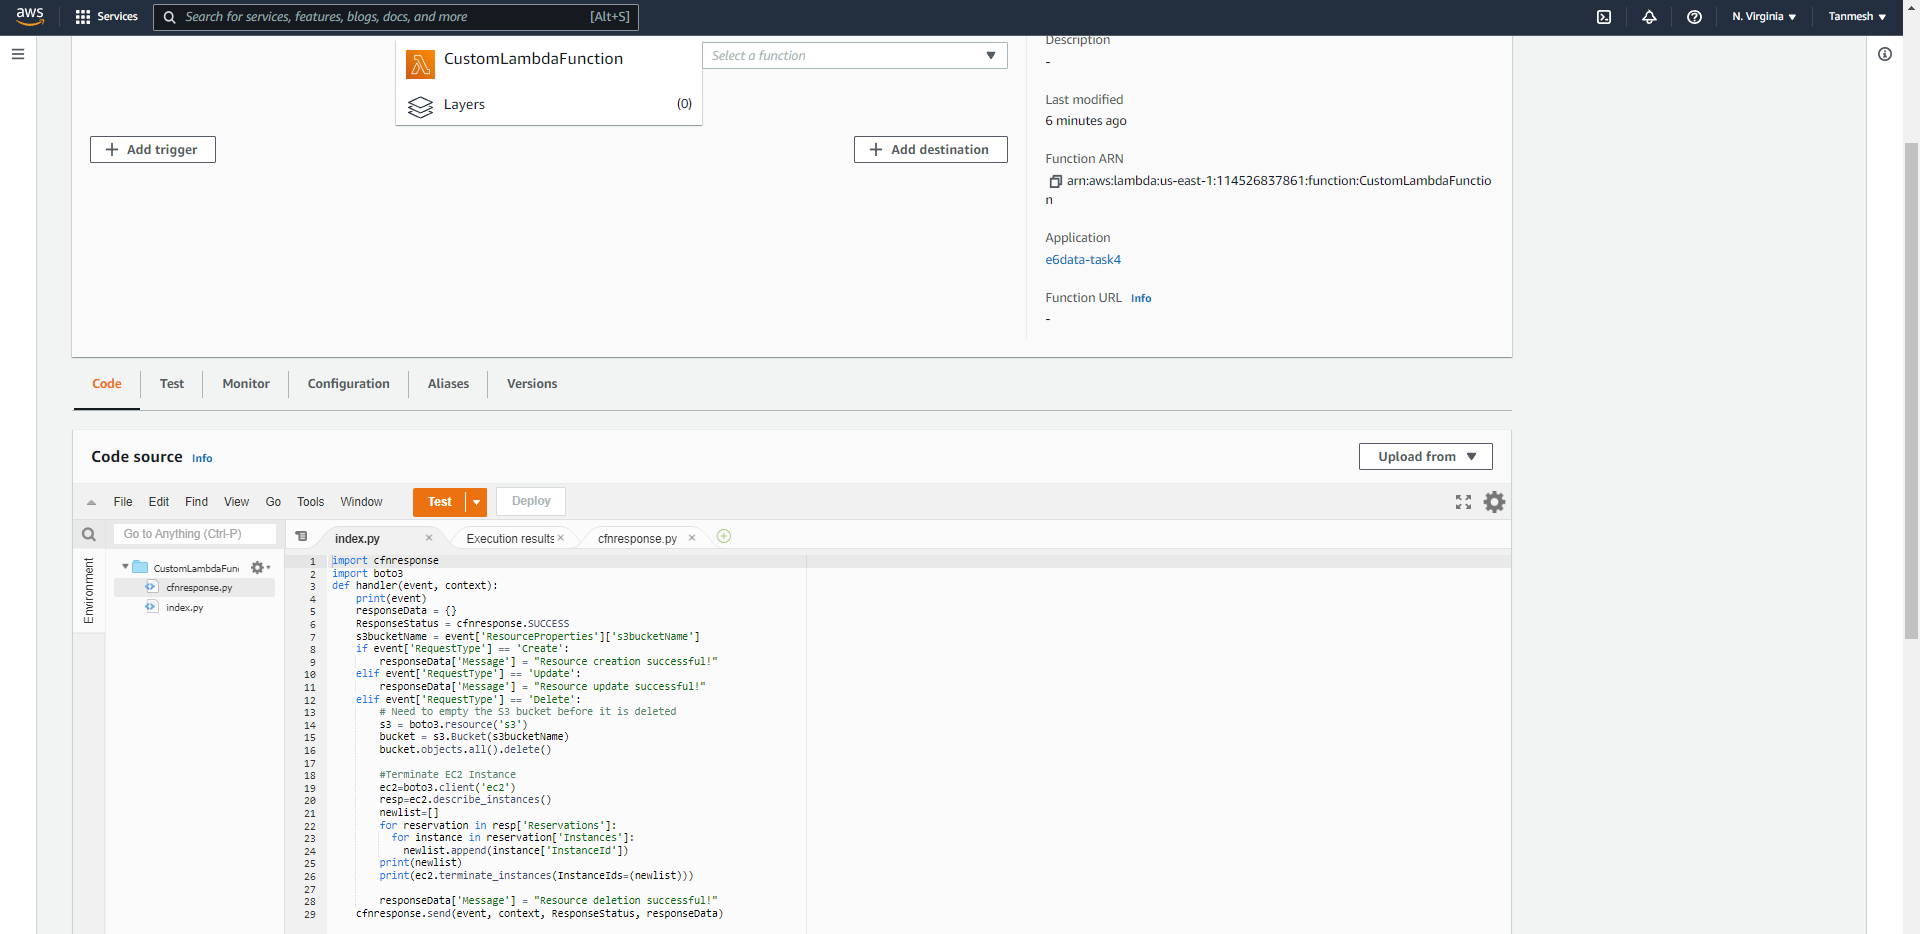 aws
Services
Search for services, features, blogs, docs, and more
[Alt+S]
N. Virginia
Tanmesh
CustomLambdaFunction
Layers
(0)
Select a function
Add trigger
Add destination
Description
-
Last modified
6 minutes ago
Function ARN
arn:aws:lambda:us-east-1:114526837861:function:CustomLambdaFunctio
n
Application
e6data-task4
Function URL Info
-
Code
Test
Monitor
Configuration
Aliases
Versions
Code source Info
Upload from
File Edit Find View Go Tools Window
Test
Deploy
Go to Anything (Ctrl-P)
index.py
Execution results
cfnresponse.py
Environment
CustomLambdaFun
cfnresponse.py
index.py
1 import cfnresponse
2 import boto3
3 def handler(event, context):
4     print(event)
5     responseData = {}
6     ResponseStatus = cfnresponse.SUCCESS
7     s3bucketName = event['ResourceProperties']['s3bucketName']
8     if event['RequestType'] == 'Create':
9         responseData['Message'] = "Resource creation successful!"
10     elif event['RequestType'] == 'Update':
11         responseData['Message'] = "Resource update successful!"
12     elif event['RequestType'] == 'Delete':
13         # Need to empty the S3 bucket before it is deleted
14         s3 = boto3.resource('s3')
15         bucket = s3.Bucket(s3bucketName)
16         bucket.objects.all().delete()
17
18         #Terminate EC2 Instance
19         ec2=boto3.client('ec2')
20         resp=ec2.describe_instances()
21         newlist=[]
22         for reservation in resp['Reservations']:
23           for instance in reservation['Instances']:
24             newlist.append(instance['InstanceId'])
25         print(newlist)
26         print(ec2.terminate_instances(InstanceIds=(newlist)))
27
28         responseData['Message'] = "Resource deletion successful!"
29     cfnresponse.send(event, context, ResponseStatus, responseData)